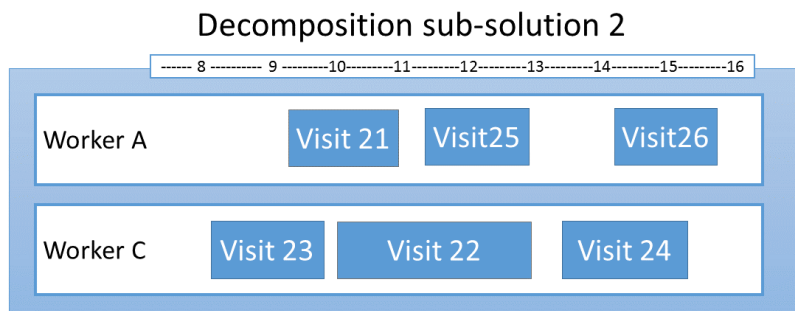 Decomposition sub-solution 2
------ 8 ---------- 9 ---------10---------11---------12---------13---------14---------15---------16
Worker A
Visit 21
Visit25
Visit26
Worker C
Visit 23
Visit 22
Visit 24